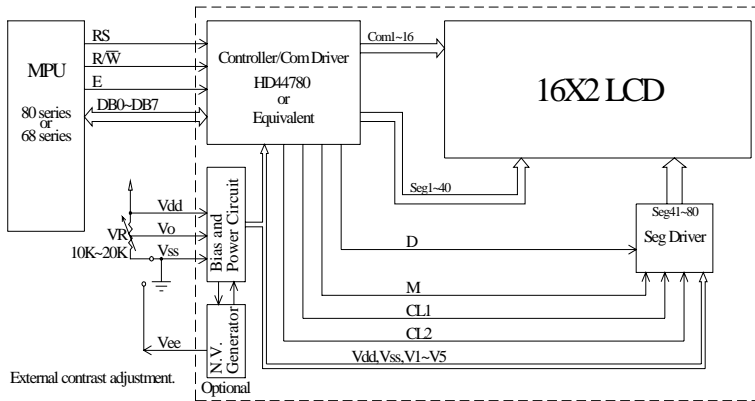 MPU
80 series
or
68 series
RS
R/W̅
E
DB0~DB7
Controller/Com Driver
HD44780
or
Equivalent
Com1~16
16X2 LCD
Seg1~40
Seg41~80
Seg Driver
D
M
CL1
CL2
Vdd,Vss,V1~V5
Bias and
Power Circuit
Vdd
Vo
Vss
VR
10K~20K
N.V.
Generator
Vee
Optional
External contrast adjustment.